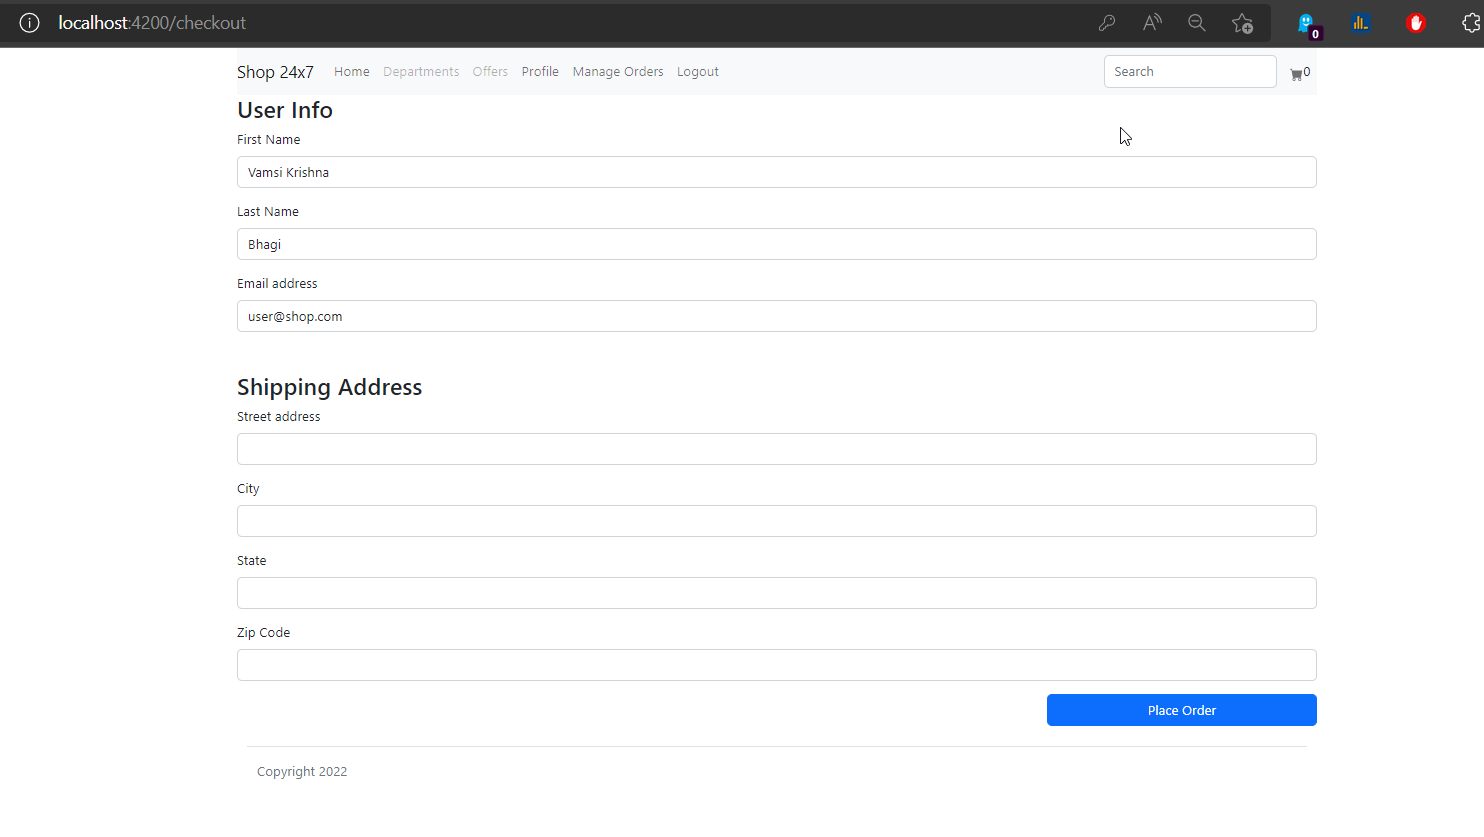 localhost:4200/checkout
0
Shop 24x7 Home Departments Offers Profile Manage Orders Logout Search 0
User Info
First Name
Vamsi Krishna
Last Name
Bhagi
Email address
user@shop.com
Shipping Address
Street address
City
State
Zip Code
Place Order
Copyright 2022